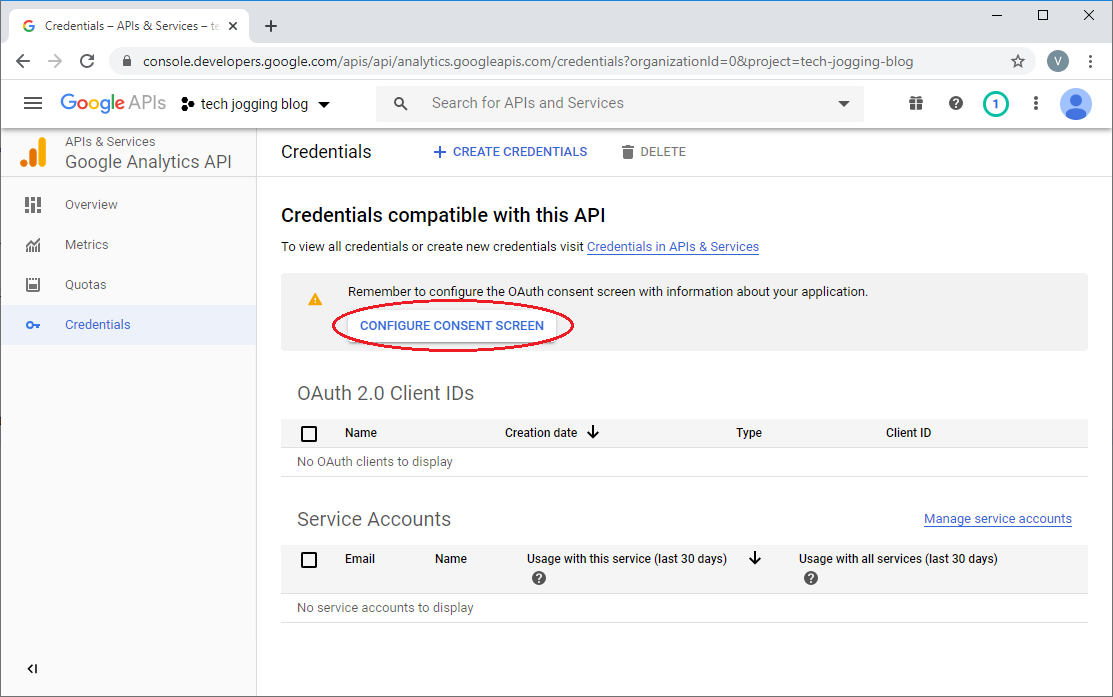 Credentials – APIs & Services – te
console.developers.google.com/apis/api/analytics.googleapis.com/credentials?organizationId=0&project=tech-jogging-blog
V
Google APIs
tech jogging blog
Search for APIs and Services
?
1
APIs & Services
Google Analytics API
Credentials
+ CREATE CREDENTIALS
DELETE
Overview
Metrics
Quotas
Credentials
Credentials compatible with this API
To view all credentials or create new credentials visit Credentials in APIs & Services
Remember to configure the OAuth consent screen with information about your application.
CONFIGURE CONSENT SCREEN
OAuth 2.0 Client IDs
Name Creation date Type Client ID
No OAuth clients to display
Service Accounts
Manage service accounts
Email Name Usage with this service (last 30 days) Usage with all services (last 30 days)
? ?
No service accounts to display